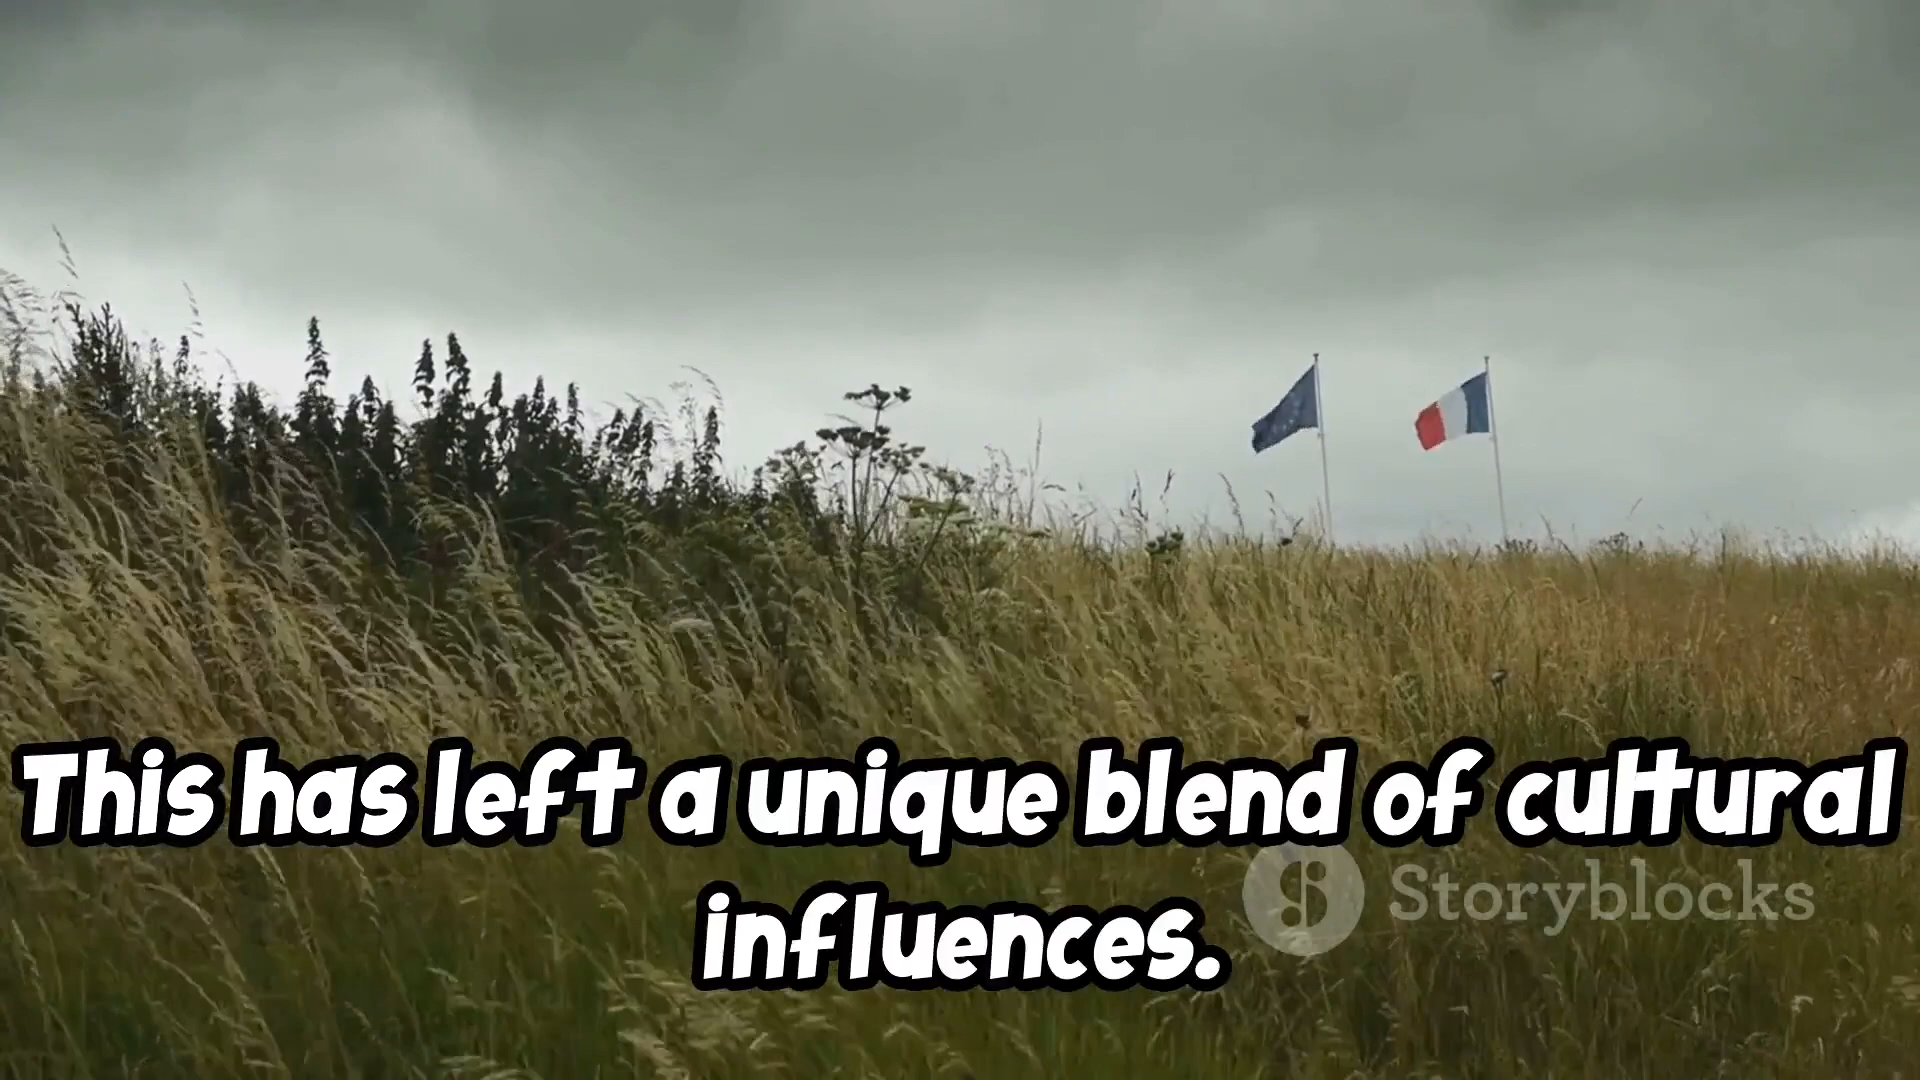 This has left a unique blend of cultural
influences.
Storyblocks